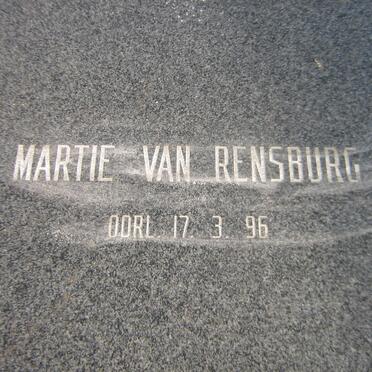 MARTIE VAN RENSBURG
OORL. 17. 3. 96